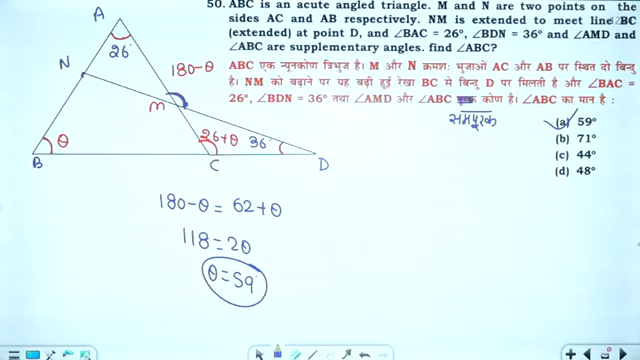 50. ABC is an acute angled triangle. M and N are two points on the
sides AC and AB respectively. NM is extended to meet line BC
(extended) at point D, and ∠BAC = 26°, ∠BDN = 36° and ∠AMD and
∠ABC are supplementary angles. find ∠ABC?
ABC एक न्यूनकोण त्रिभुज है। M और N क्रमशः भुजाओं AC और AB पर स्थित दो बिन्दु
है। NM को बढ़ाने पर यह बढ़ी हुई रेखा BC से बिन्दु D पर मिलती है और ∠BAC =
26°, ∠BDN = 36° तथा ∠AMD और ∠ABC कोण है। ∠ABC का मान है :
सम्पूरक
(a) 59°
(b) 71°
(c) 44°
(d) 48°
A
26°
N
180-θ
M
θ
26+θ
36°
B
C
D
180-θ = 62+θ
118 = 2θ
θ = 59°